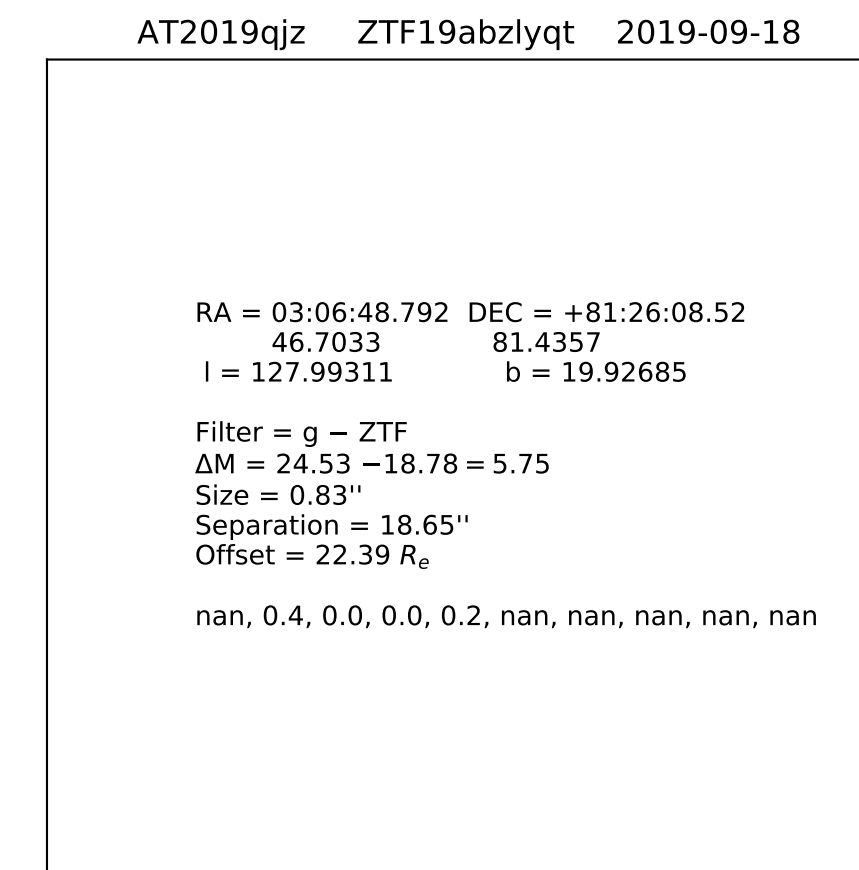 AT2019qjz ZTF19abzlyqt 2019-09-18
RA = 03:06:48.792 DEC = +81:26:08.52
46.7033 81.4357
l = 127.99311 b = 19.92685
Filter = g − ZTF
ΔM = 24.53 −18.78 = 5.75
Size = 0.83''
Separation = 18.65''
Offset = 22.39 Rₑ
nan, 0.4, 0.0, 0.0, 0.2, nan, nan, nan, nan, nan